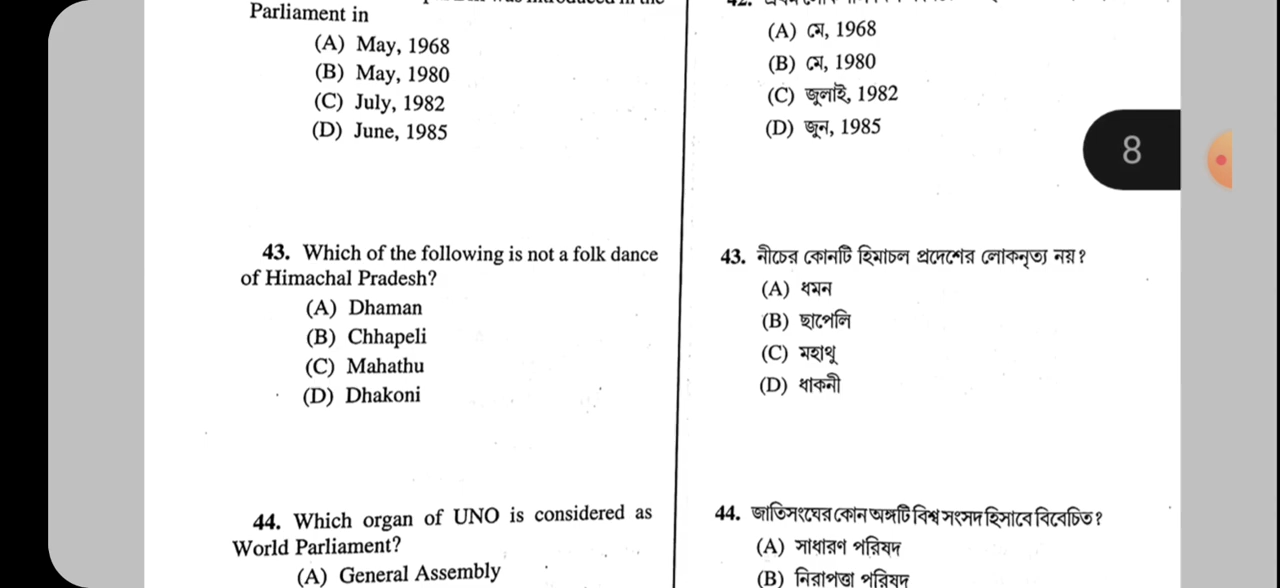 Parliament in
(A) May, 1968
(B) May, 1980
(C) July, 1982
(D) June, 1985
43. Which of the following is not a folk dance
of Himachal Pradesh?
(A) Dhaman
(B) Chhapeli
(C) Mahathu
(D) Dhakoni
44. Which organ of UNO is considered as
World Parliament?
(A) General Assembly
(A) মে, 1968
(B) মে, 1980
(C) জুলাই, 1982
(D) জুন, 1985
43. নীচের কোনটি হিমাচল প্রদেশের লোকনৃত্য নয়?
(A) ধমন
(B) ছাপেলি
(C) মহাথু
(D) ধাকনী
44. জাতিসংঘের কোন অঙ্গটি বিশ্ব সংসদ হিসাবে বিবেচিত?
(A) সাধারণ পরিষদ
(B) নিরাপত্তা পরিষদ
8